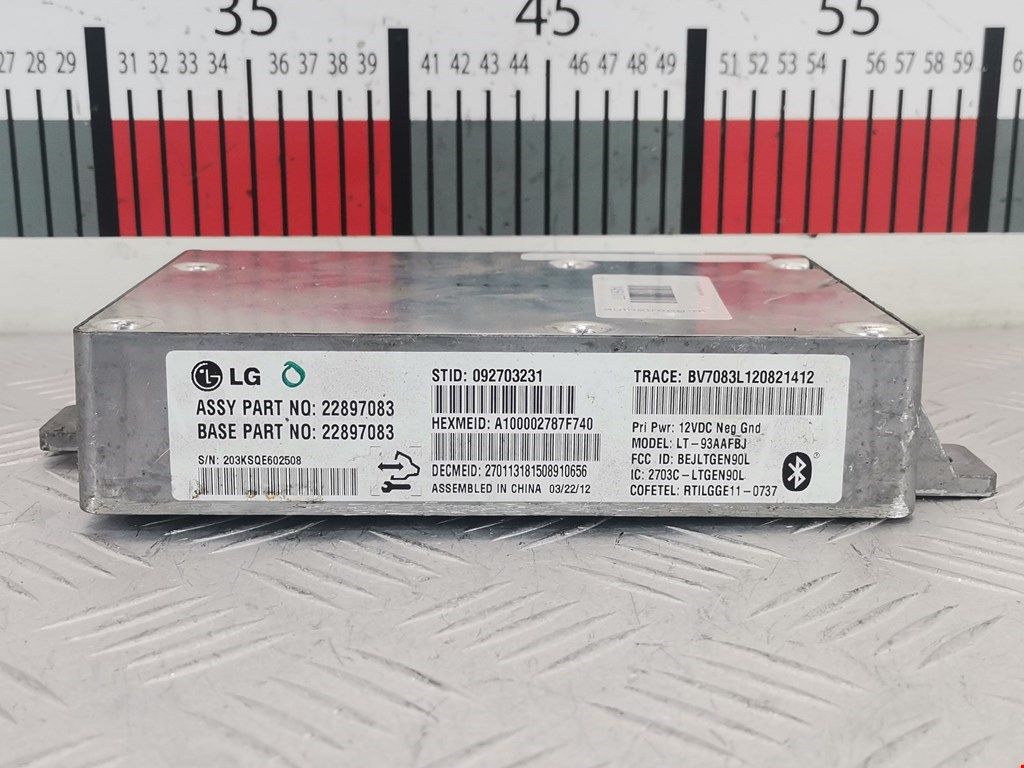 35 45 55
27 28 29 31 32 33 34 36 37 38 39 41 42 43 44 46 47 48 49 51 52 53 54 56 57 58 59
LG
ASSY PART NO: 22897083
BASE PART NO: 22897083
S/N: 203KSQE602508
STID: 092703231
HEXMEID: A100002787F740
DECMEID: 270113181508910656
ASSEMBLED IN CHINA 03/22/12
TRACE: BV7083L120821412
Pri Pwr: 12VDC Neg Gnd
MODEL: LT-93AAFBJ
FCC ID: BEJLTGEN90L
IC: 2703C-LTGEN90L
COFETEL: RTILGGE11-0737
®